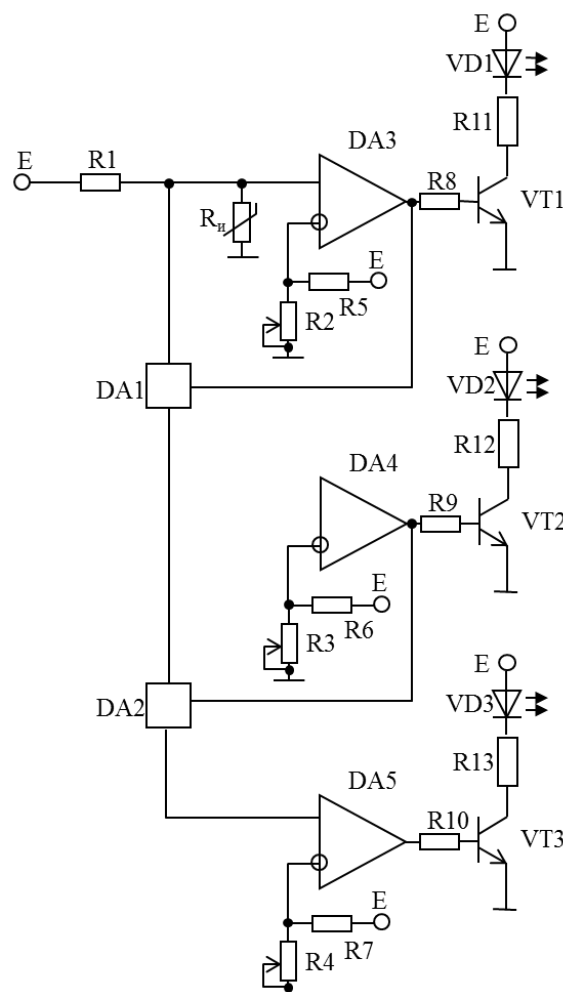 E
VD1
R11
DA3
E
R1
R8
VT1
Rи
E
R5
R2
DA1
E
VD2
R12
DA4
R9
VT2
E
R6
R3
E
DA2
VD3
R13
DA5
R10
VT3
E
R7
R4